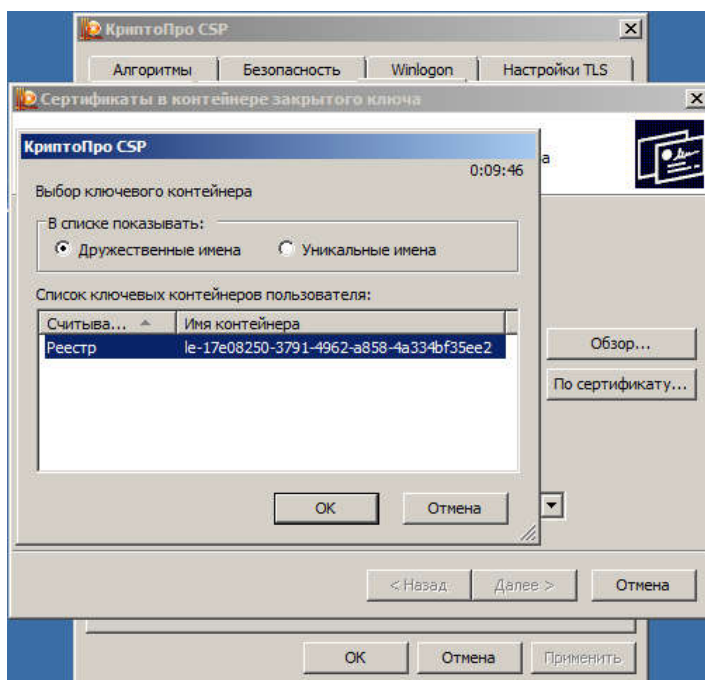 КриптоПро CSP
Алгоритмы
Безопасность
Winlogon
Настройки TLS
Сертификаты в контейнере закрытого ключа
а
КриптоПро CSP
0:09:46
Выбор ключевого контейнера
В списке показывать:
Дружественные имена
Уникальные имена
Список ключевых контейнеров пользователя:
Считыва...
Имя контейнера
Реестр
le-17e08250-3791-4962-a858-4a334bf35ee2
Обзор...
По сертификату...
ОК
Отмена
< Назад
Далее >
Отмена
ОК
Отмена
Применить